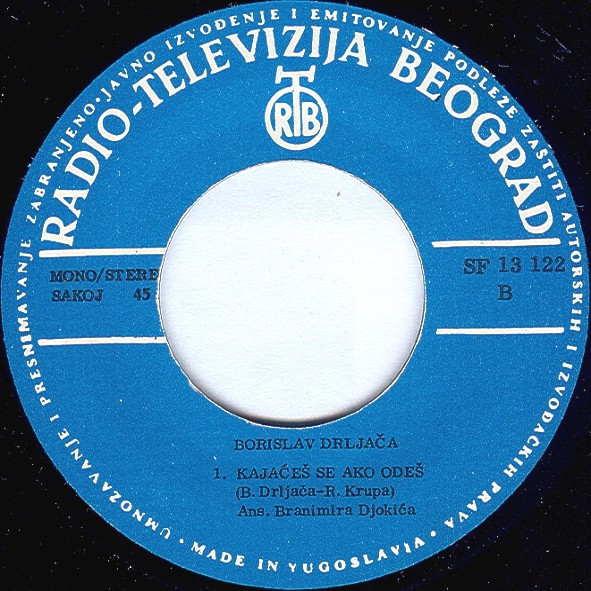 UMNOŽAVANJE I PRESNIMAVANJE ZABRANJENO · JAVNO IZVOĐENJE I EMITOVANJE PODLEŽE ZAŠTITI AUTORSKIH I IZVOĐAČKIH PRAVA
RADIO-TELEVIZIJA BEOGRAD
RTB
MONO/STERE
SAKOJ 45
SF 13 122
B
BORISLAV DRLJAČA
1. KAJAĆEŠ SE AKO ODEŠ
(B. Drljača-R. Krupa)
Ans. Branimira Djokića
· MADE IN YUGOSLAVIA ·